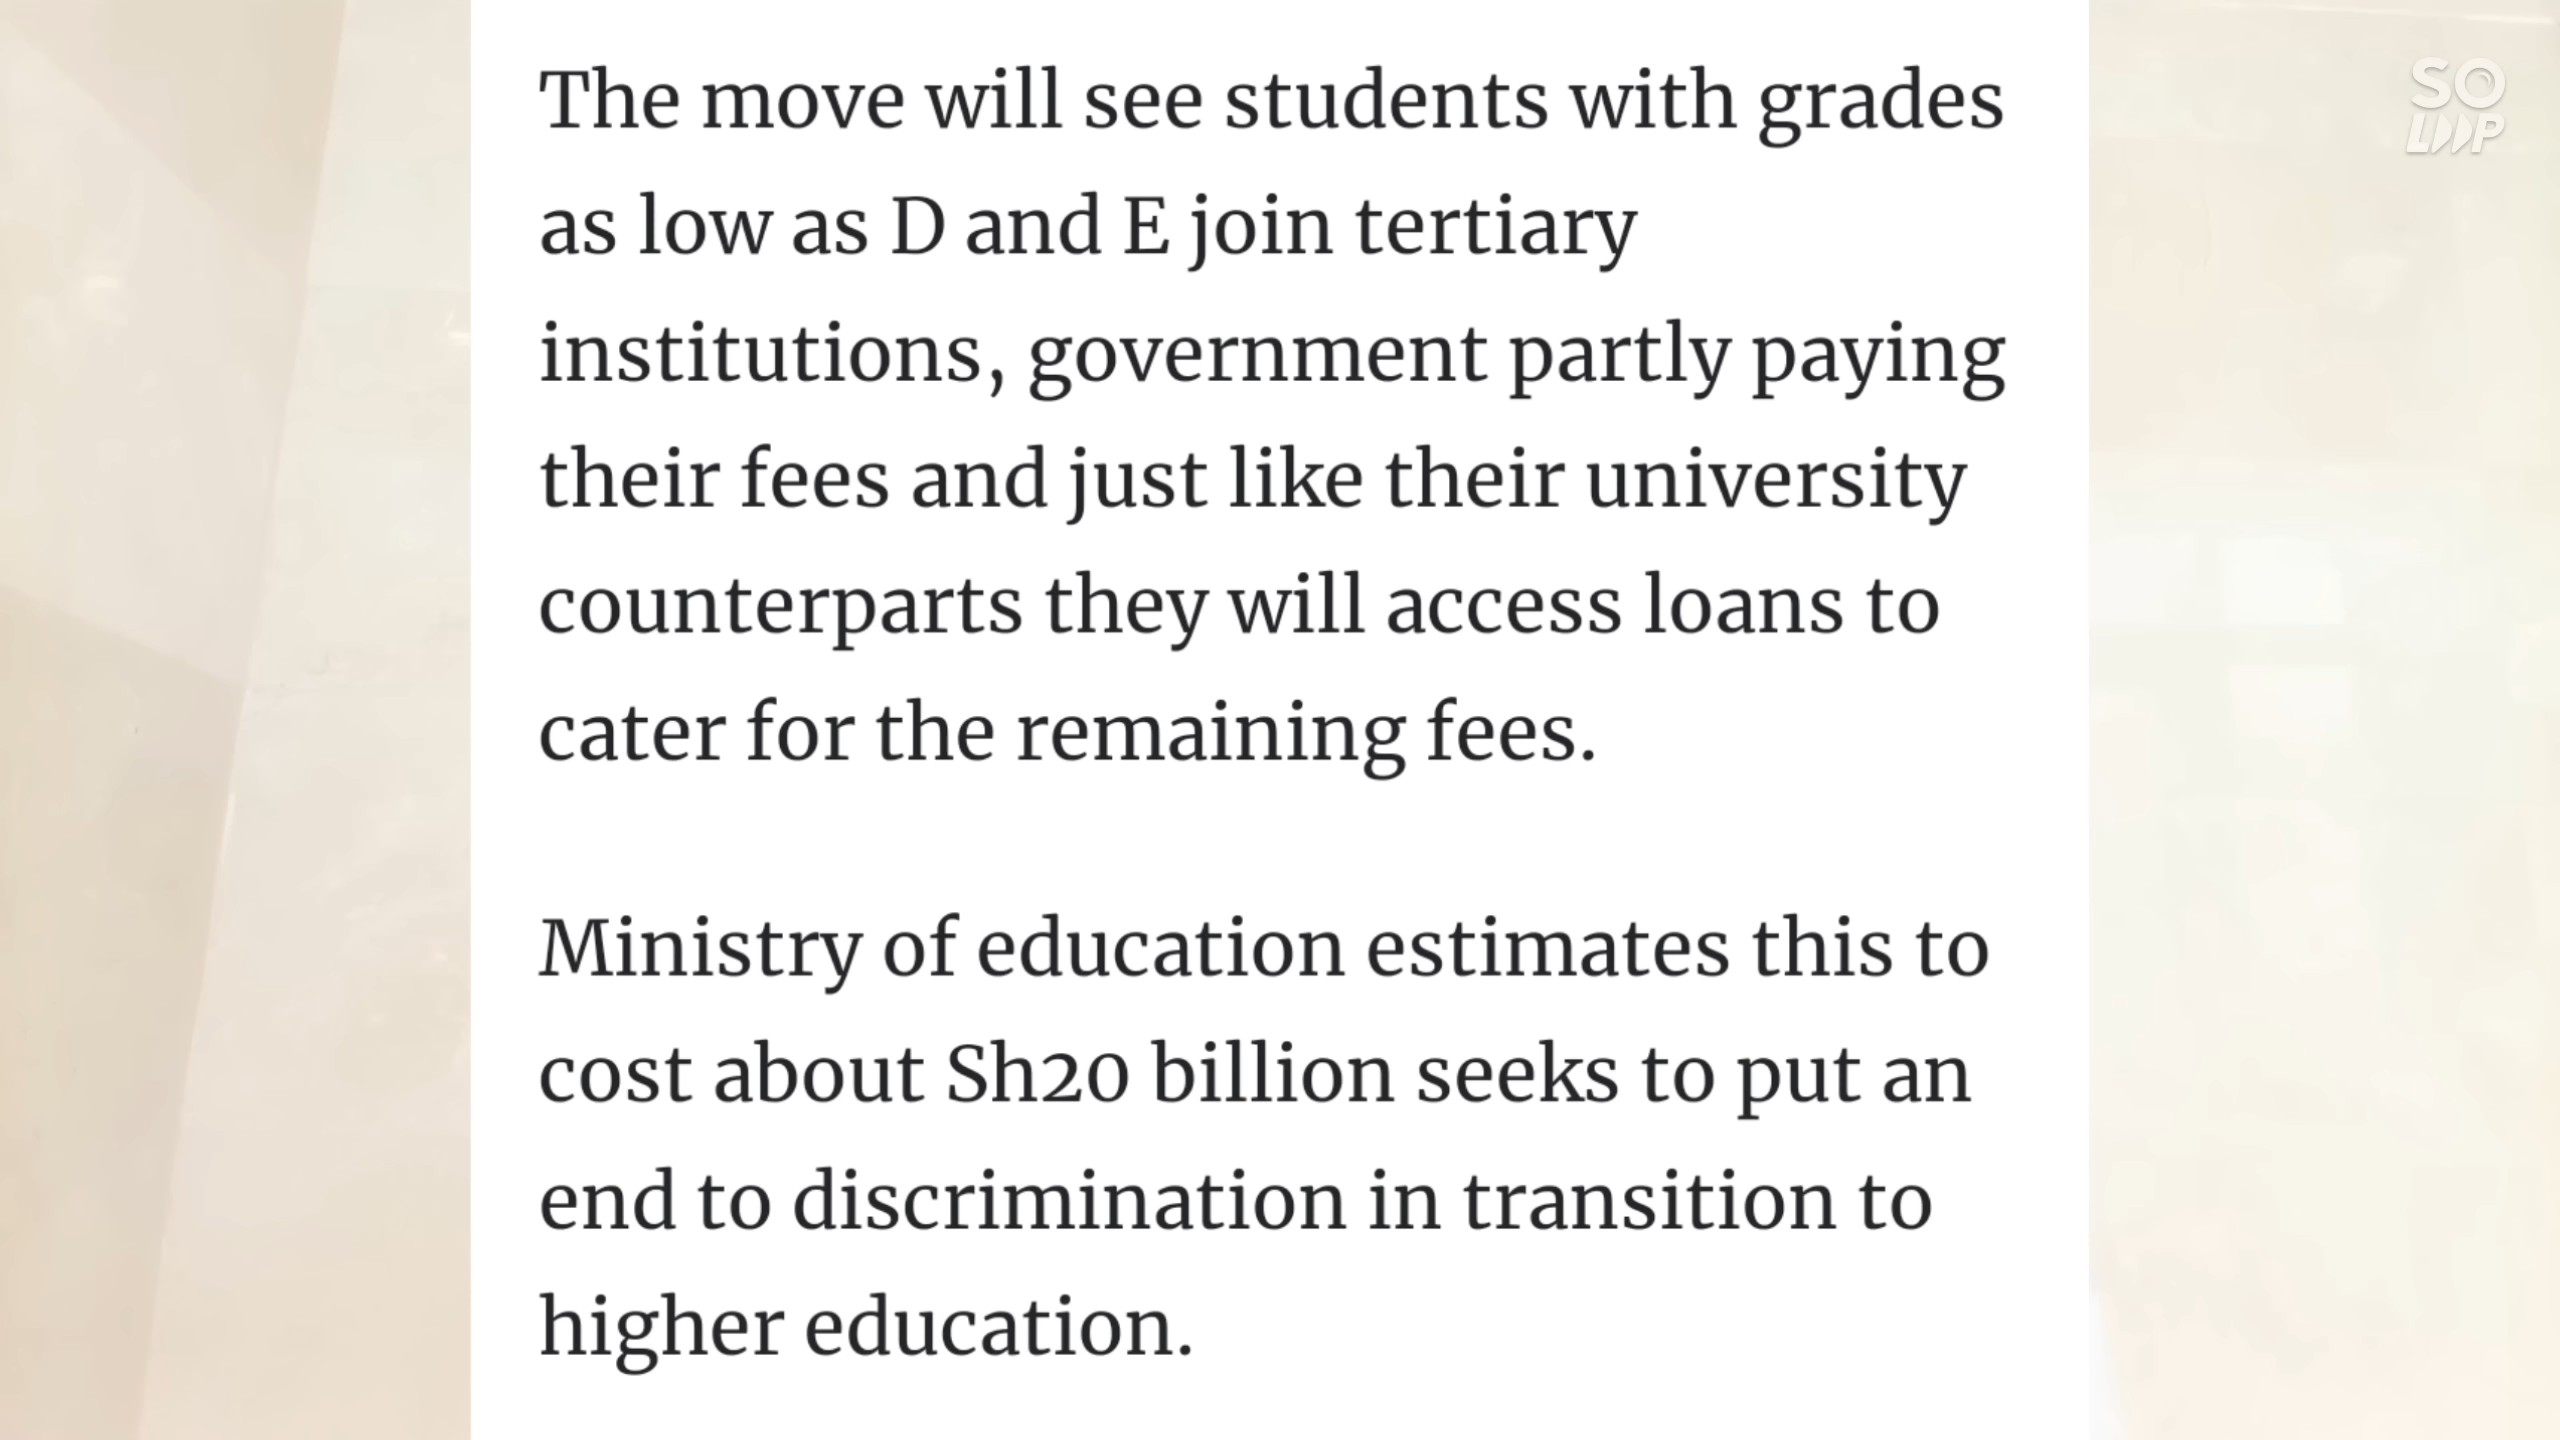 The move will see students with grades
as low as D and E join tertiary
institutions, government partly paying
their fees and just like their university
counterparts they will access loans to
cater for the remaining fees.
Ministry of education estimates this to
cost about Sh20 billion seeks to put an
end to discrimination in transition to
higher education.
SO
LOOP